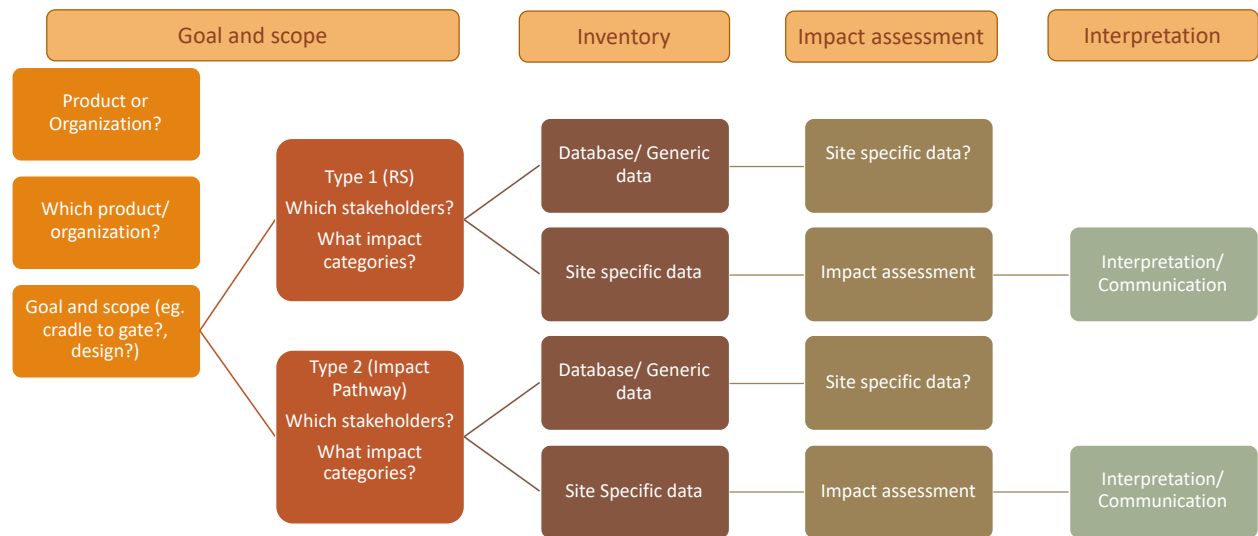 Goal and scope
Inventory
Impact assessment
Interpretation
Product or
Organization?
Which product/
organization?
Goal and scope (eg.
cradle to gate?,
design?)
Type 1 (RS)
Which stakeholders?
What impact
categories?
Type 2 (Impact
Pathway)
Which stakeholders?
What impact
categories?
Database/ Generic
data
Site specific data?
Site specific data
Impact assessment
Interpretation/
Communication
Database/ Generic
data
Site specific data?
Site Specific data
Impact assessment
Interpretation/
Communication